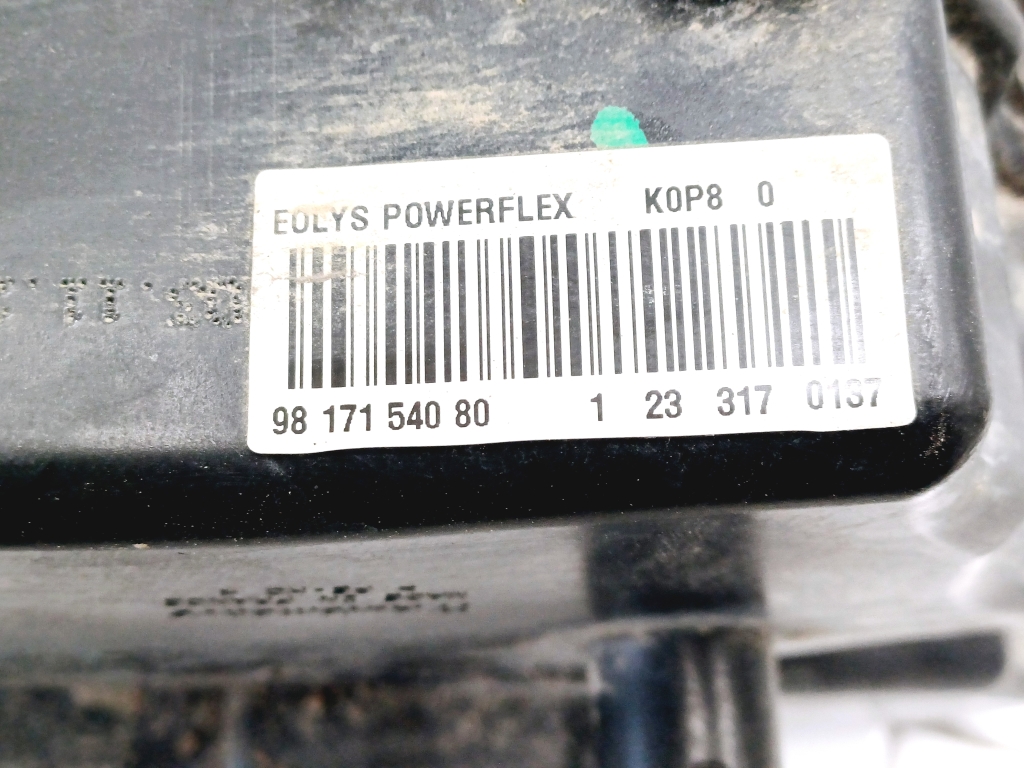 EOLYS POWERFLEX K0P8 0
98 171 540 80 1 23 317 0137